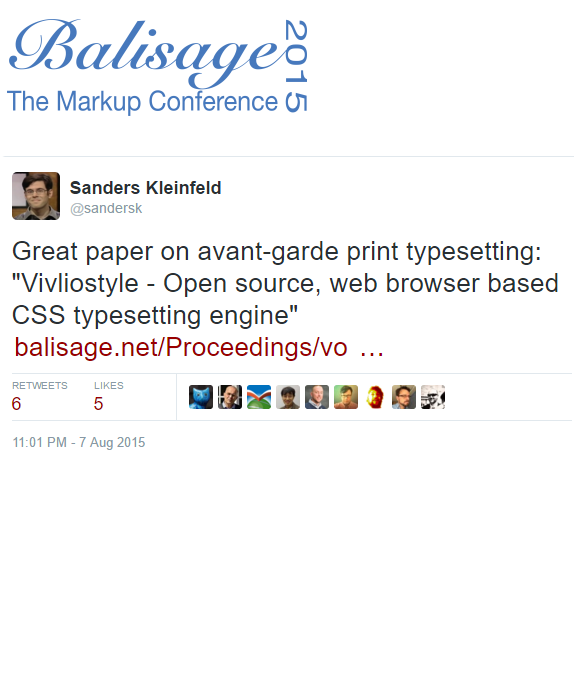 Balisage 2015
The Markup Conference
Sanders Kleinfeld
@sandersk
Great paper on avant-garde print typesetting:
"Vivliostyle - Open source, web browser based
CSS typesetting engine"
balisage.net/Proceedings/vo …
RETWEETS LIKES
6 5
11:01 PM - 7 Aug 2015